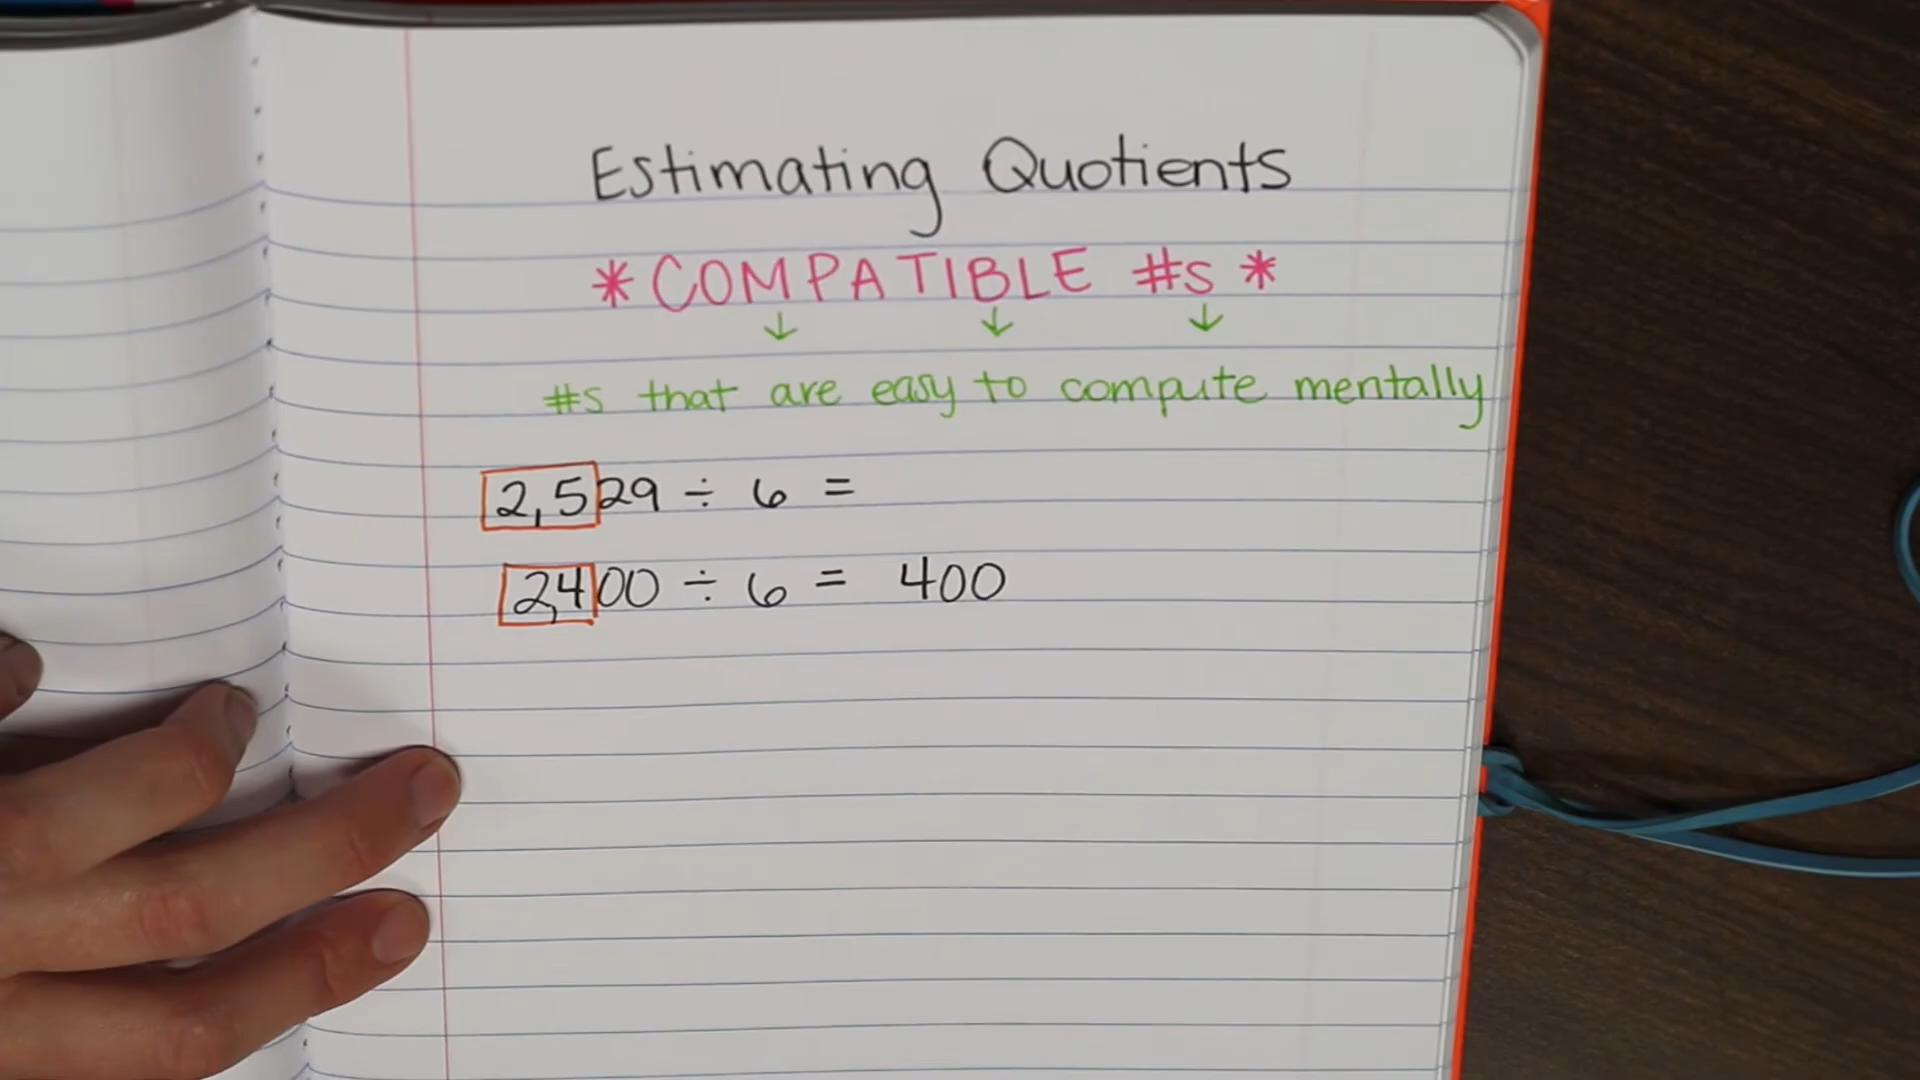 Estimating Quotients
*COMPATIBLE #s*
↓ ↓ ↓
#s that are easy to compute mentally
2,529 ÷ 6 =
2,400 ÷ 6 = 400